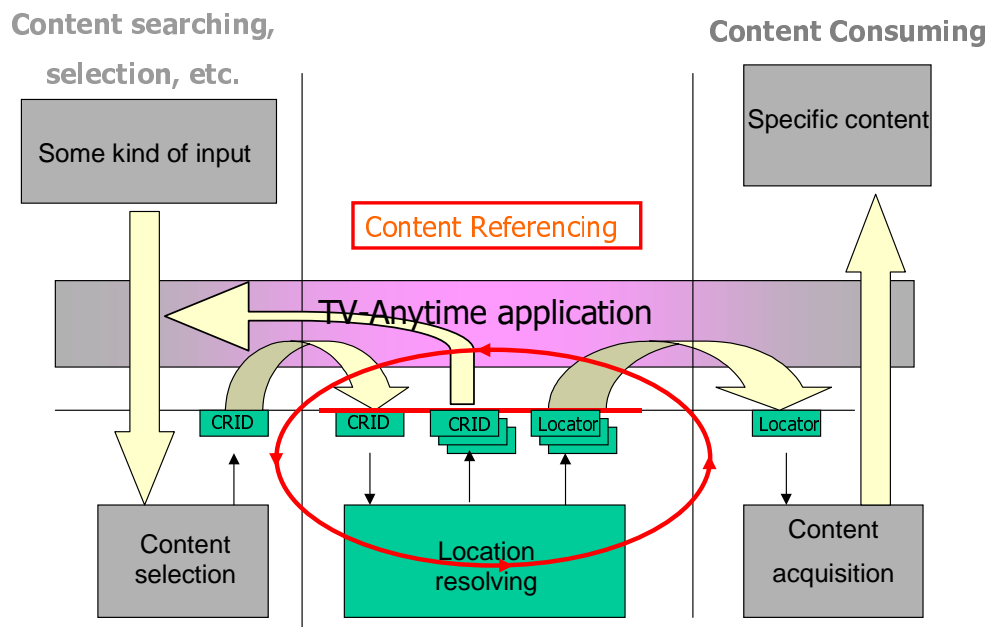 Content searching,
selection, etc.
Content Consuming
Some kind of input
Specific content
Content Referencing
TV-Anytime application
CRID
CRID
CRID
Locator
Locator
Content
selection
Location
resolving
Content
acquisition